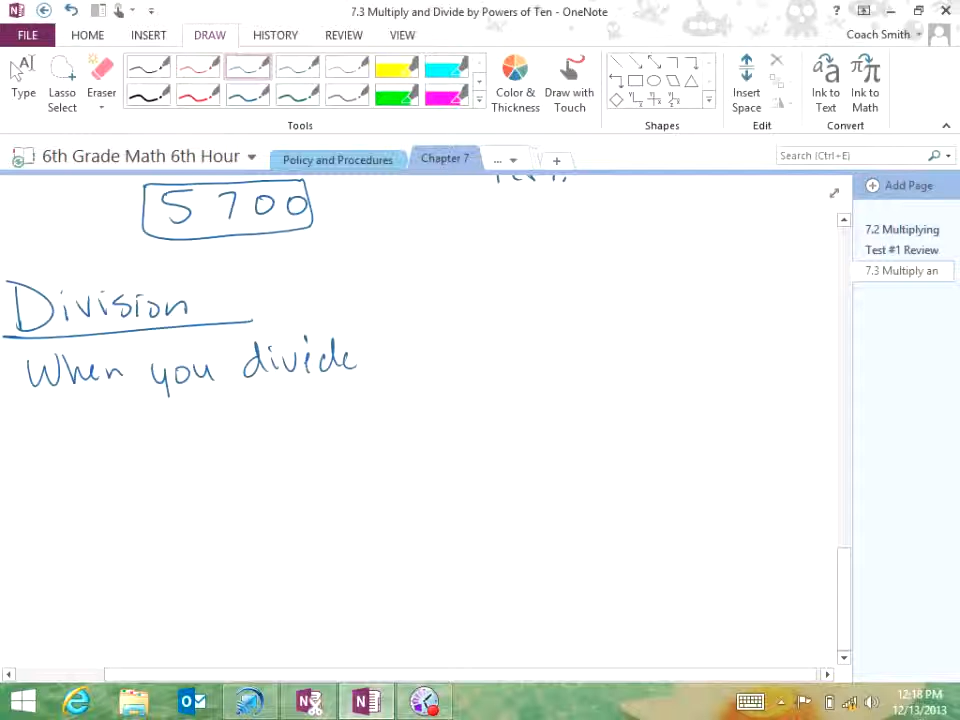 7.3 Multiply and Divide by Powers of Ten - OneNote
?
FILE HOME INSERT DRAW HISTORY REVIEW VIEW Coach Smith
Type Lasso Select Eraser Color & Thickness Draw with Touch Insert Space Ink to Text Ink to Math
Tools Shapes Edit Convert
6th Grade Math 6th Hour Policy and Procedures Chapter 7 ... + Search (Ctrl+E)
Add Page
5 700
7.2 Multiplying
Test #1 Review
7.3 Multiply an
Division
When you divide
12:18 PM
12/13/2013